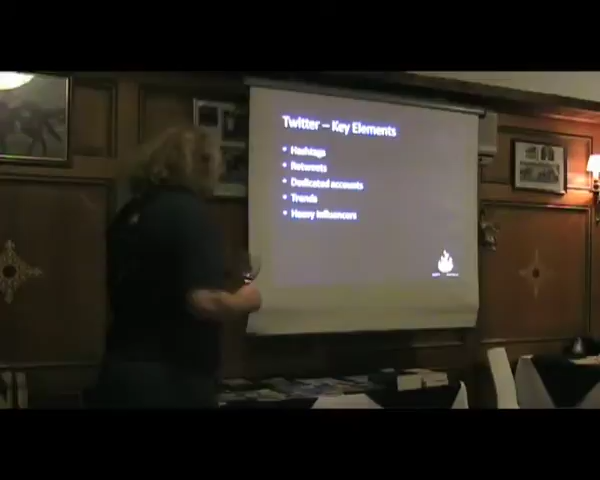 Twitter – Key Elements
• Hashtags
• Retweets
• Dedicated accounts
• Trends
• Heavy Influencers